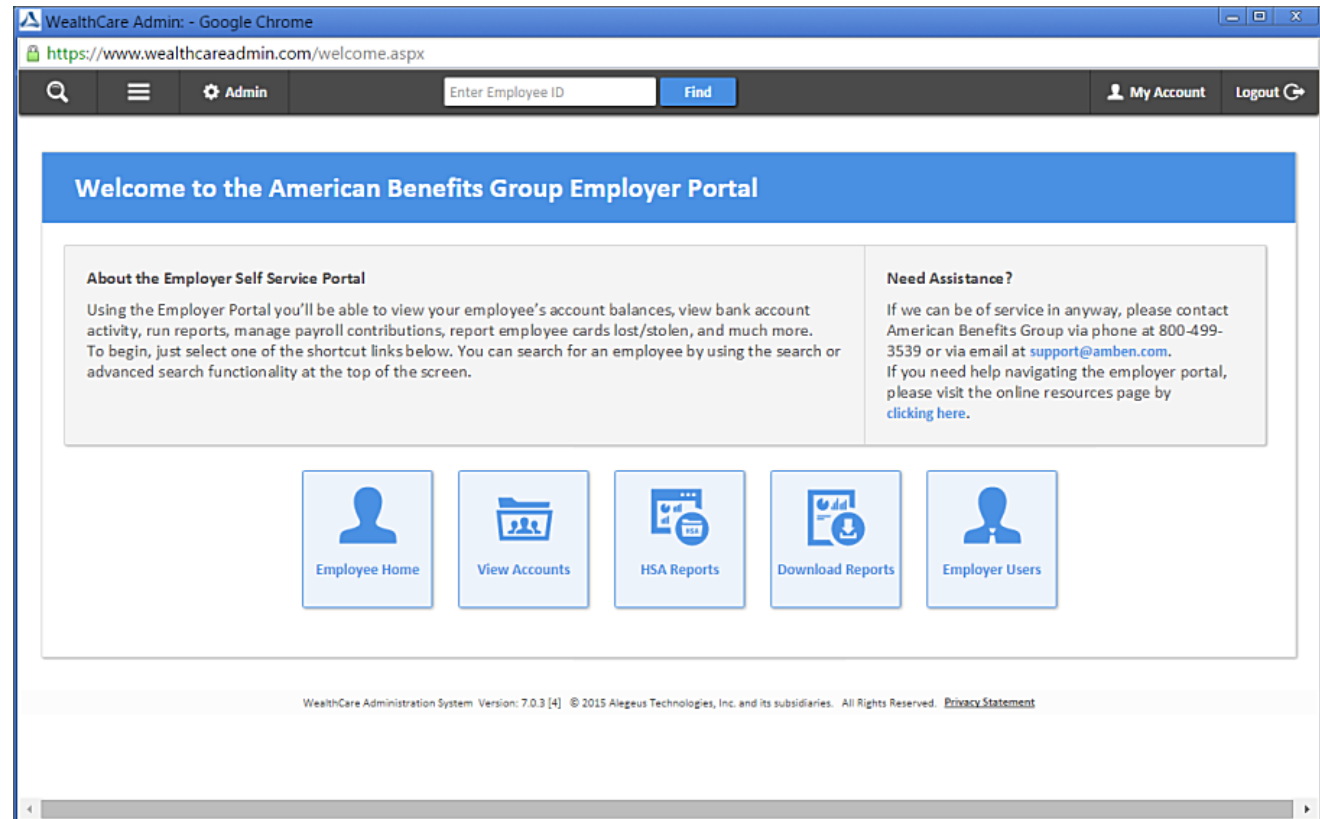 WealthCare Admin: - Google Chrome
https://www.wealthcareadmin.com/welcome.aspx
Admin
Enter Employee ID
Find
My Account
Logout
Welcome to the American Benefits Group Employer Portal
About the Employer Self Service Portal
Using the Employer Portal you'll be able to view your employee's account balances, view bank account
activity, run reports, manage payroll contributions, report employee cards lost/stolen, and much more.
To begin, just select one of the shortcut links below. You can search for an employee by using the search or
advanced search functionality at the top of the screen.
Need Assistance?
If we can be of service in anyway, please contact
American Benefits Group via phone at 800-499-
3539 or via email at support@amben.com.
If you need help navigating the employer portal,
please visit the online resources page by
clicking here.
Employee Home
View Accounts
HSA
HSA Reports
Download Reports
Employer Users
WealthCare Administration System Version: 7.0.3 [4] © 2015 Alegeus Technologies, Inc. and its subsidiaries. All Rights Reserved. Privacy Statement